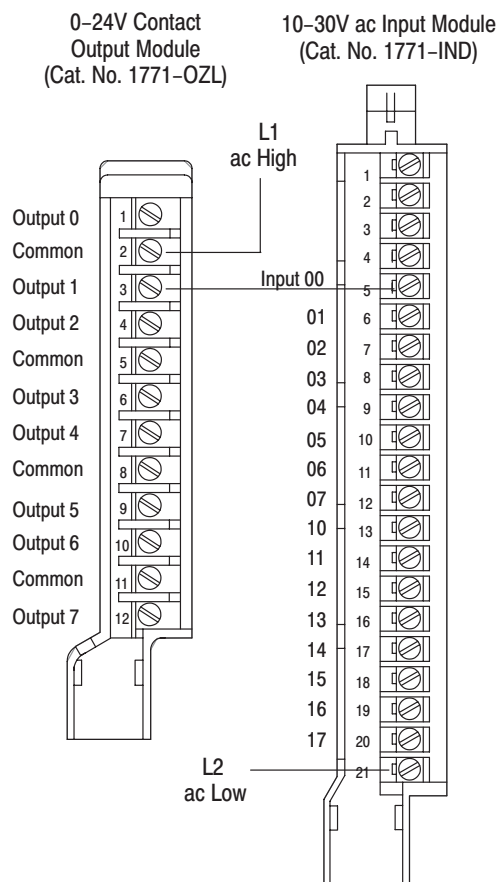 0–24V Contact
Output Module
(Cat. No. 1771–OZL)
10–30V ac Input Module
(Cat. No. 1771–IND)
L1
ac High
Output 0
Common
Output 1
Output 2
Common
Output 3
Output 4
Common
Output 5
Output 6
Common
Output 7
1
2
3
4
5
6
7
8
9
10
11
12
Input 00
01
02
03
04
05
06
07
10
11
12
13
14
15
16
17
L2
ac Low
1
2
3
4
5
6
7
8
9
10
11
12
13
14
15
16
17
18
19
20
21